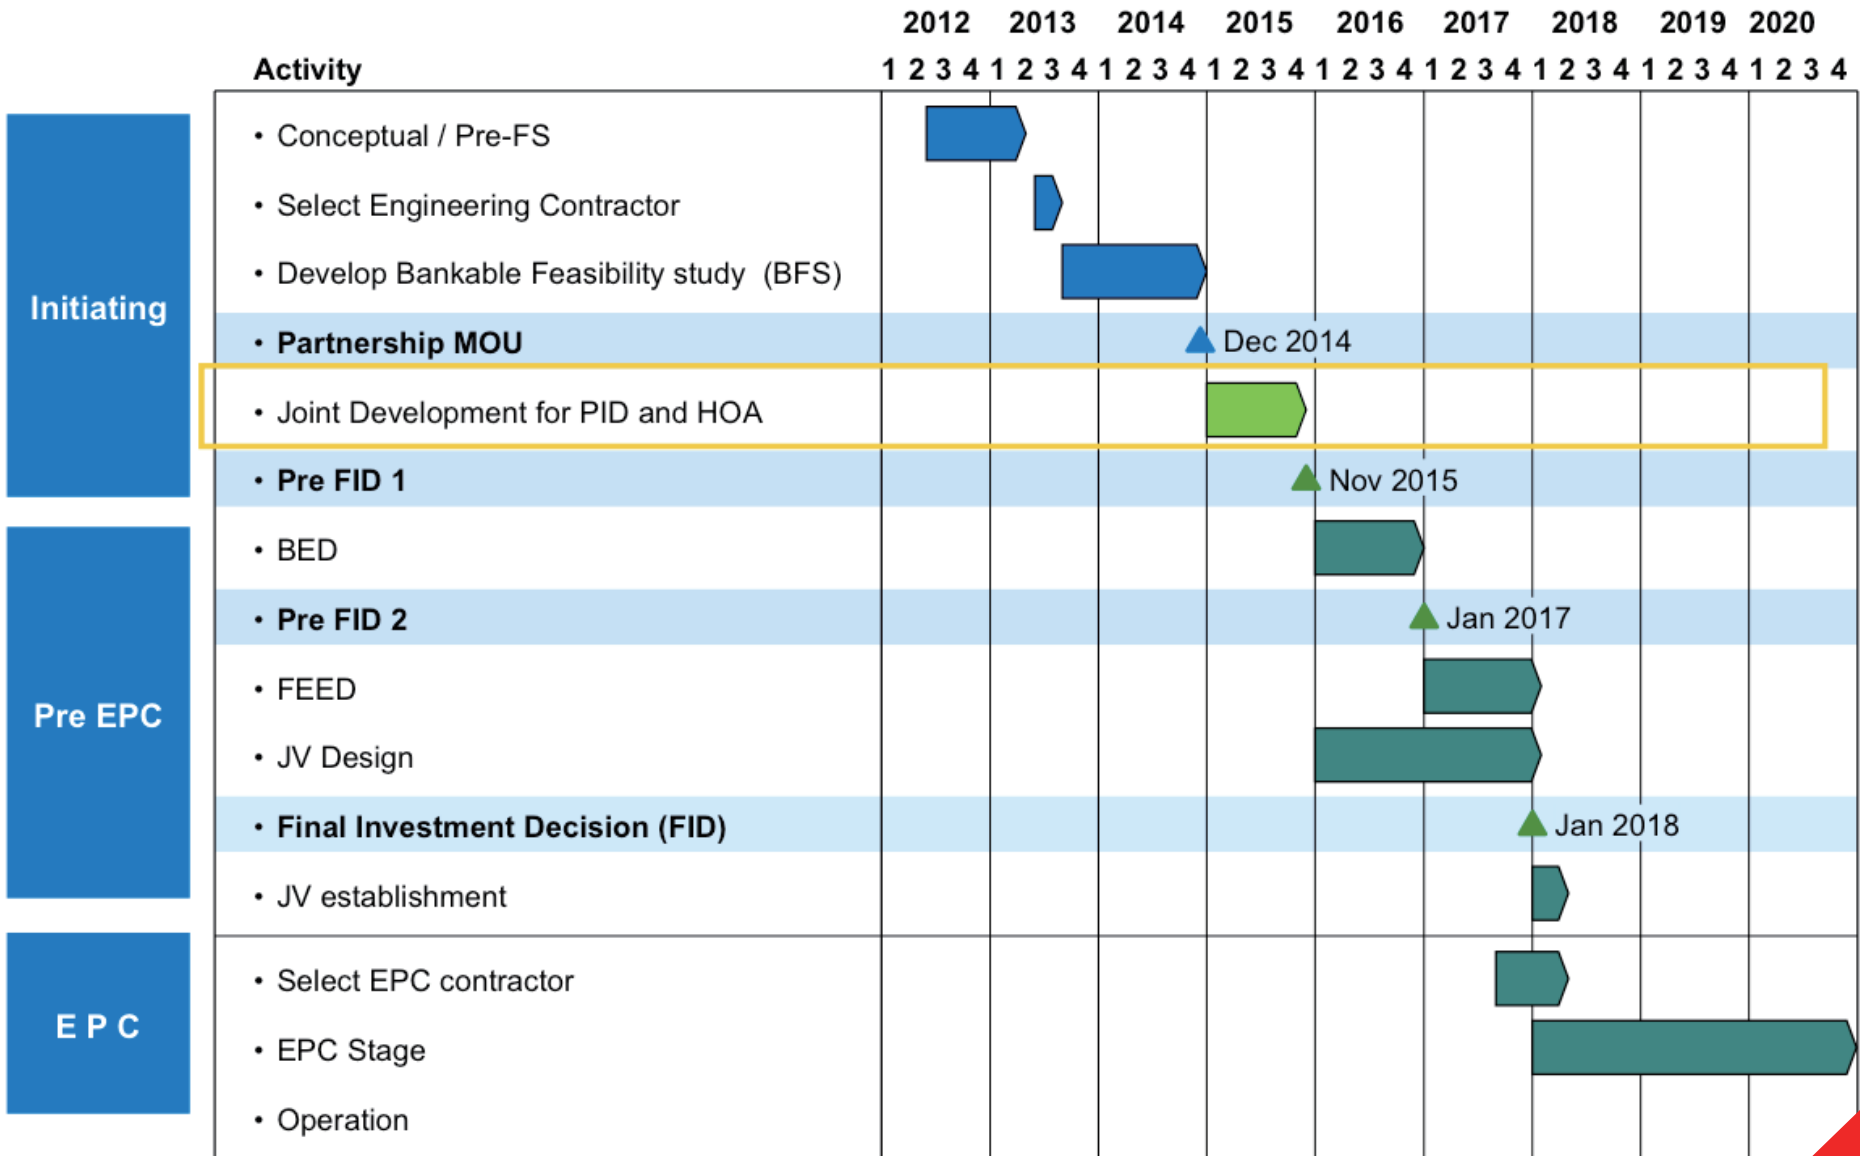 2012 2013 2014 2015 2016 2017 2018 2019 2020
Activity 1 2 3 4 1 2 3 4 1 2 3 4 1 2 3 4 1 2 3 4 1 2 3 4 1 2 3 4 1 2 3 4 1 2 3 4
Initiating
• Conceptual / Pre-FS
• Select Engineering Contractor
• Develop Bankable Feasibility study (BFS)
• Partnership MOU Dec 2014
• Joint Development for PID and HOA
• Pre FID 1 Nov 2015
Pre EPC
• BED
• Pre FID 2 Jan 2017
• FEED
• JV Design
• Final Investment Decision (FID) Jan 2018
• JV establishment
E P C
• Select EPC contractor
• EPC Stage
• Operation